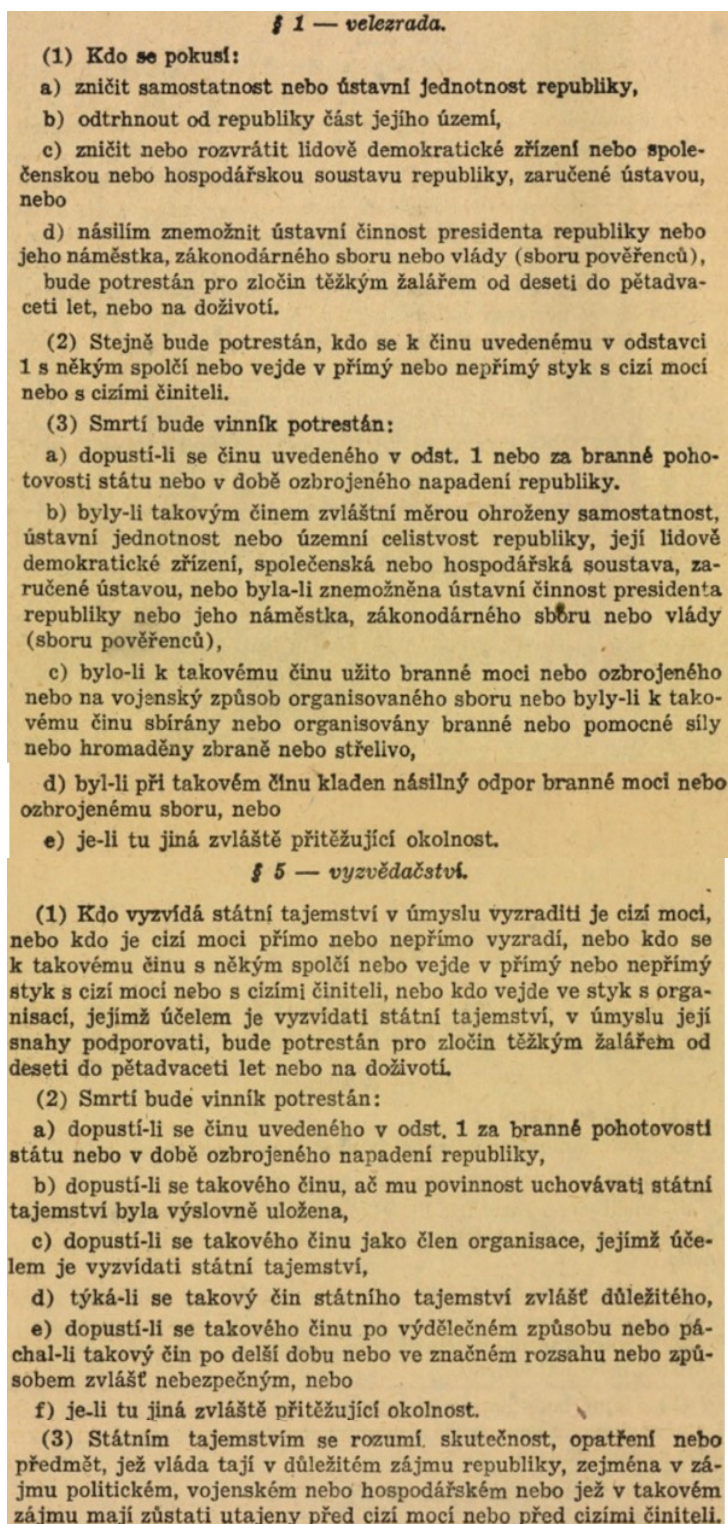 § 1 — velezrada.
(1) Kdo se pokusí:
a) zničit samostatnost nebo ústavní jednotnost republiky,
b) odtrhnout od republiky část jejího území,
c) zničit nebo rozvrátit lidově demokratické zřízení nebo spole-
čenskou nebo hospodářskou soustavu republiky, zaručené ústavou,
nebo
d) násilím znemožnit ústavní činnost presidenta republiky nebo
jeho náměstka, zákonodárného sboru nebo vlády (sboru pověřenců),
bude potrestán pro zločin těžkým žalářem od deseti do pětadva-
ceti let, nebo na doživotí.
(2) Stejně bude potrestán, kdo se k činu uvedenému v odstavci
1 s někým spolčí nebo vejde v přímý nebo nepřímý styk s cizí mocí
nebo s cizími činiteli.
(3) Smrtí bude vinník potrestán:
a) dopustí-li se činu uvedeného v odst. 1 nebo za branné poho-
tovosti státu nebo v době ozbrojeného napadení republiky.
b) byly-li takovým činem zvláštní měrou ohroženy samostatnost,
ústavní jednotnost nebo územní celistvost republiky, její lidově
demokratické zřízení, společenská nebo hospodářská soustava, za-
ručené ústavou, nebo byla-li znemožněna ústavní činnost presidenta
republiky nebo jeho náměstka, zákonodárného sboru nebo vlády
(sboru pověřenců),
c) bylo-li k takovému činu užito branné moci nebo ozbrojeného
nebo na vojenský způsob organisovaného sboru nebo byly-li k tako-
vému činu sbírány nebo organisovány branné nebo pomocné síly
nebo hromaděny zbraně nebo střelivo,
d) byl-li při takovém činu kladen násilný odpor branné moci nebo
ozbrojenému sboru, nebo
e) je-li tu jiná zvláště přitěžující okolnost.
§ 5 — vyzvědačství.
(1) Kdo vyzvídá státní tajemství v úmyslu vyzraditi je cizí moci,
nebo kdo je cizí moci přímo nebo nepřímo vyzradí, nebo kdo se
k takovému činu s někým spolčí nebo vejde v přímý nebo nepřímý
styk s cizí mocí nebo s cizími činiteli, nebo kdo vejde ve styk s orga-
nisací, jejímž účelem je vyzvídati státní tajemství, v úmyslu její
snahy podporovati, bude potrestán pro zločin těžkým žalářem od
deseti do pětadvaceti let nebo na doživotí.
(2) Smrtí bude vinník potrestán:
a) dopustí-li se činu uvedeného v odst. 1 za branné pohotovosti
státu nebo v době ozbrojeného napadení republiky,
b) dopustí-li se takového činu, ač mu povinnost uchovávati státní
tajemství byla výslovně uložena,
c) dopustí-li se takového činu jako člen organisace, jejímž úče-
lem je vyzvídati státní tajemství,
d) týká-li se takový čin státního tajemství zvlášť důležitého,
e) dopustí-li se takového činu po výdělečném způsobu nebo pá-
chal-li takový čin po delší dobu nebo ve značném rozsahu nebo způ-
sobem zvlášť nebezpečným, nebo
f) je-li tu jiná zvláště přitěžující okolnost.
(3) Státním tajemstvím se rozumí skutečnost, opatření nebo
předmět, jež vláda tají v důležitém zájmu republiky, zejména v zá-
jmu politickém, vojenském nebo hospodářském nebo jež v takovém
zájmu mají zůstati utajeny před cizí mocí nebo před cizími činiteli.